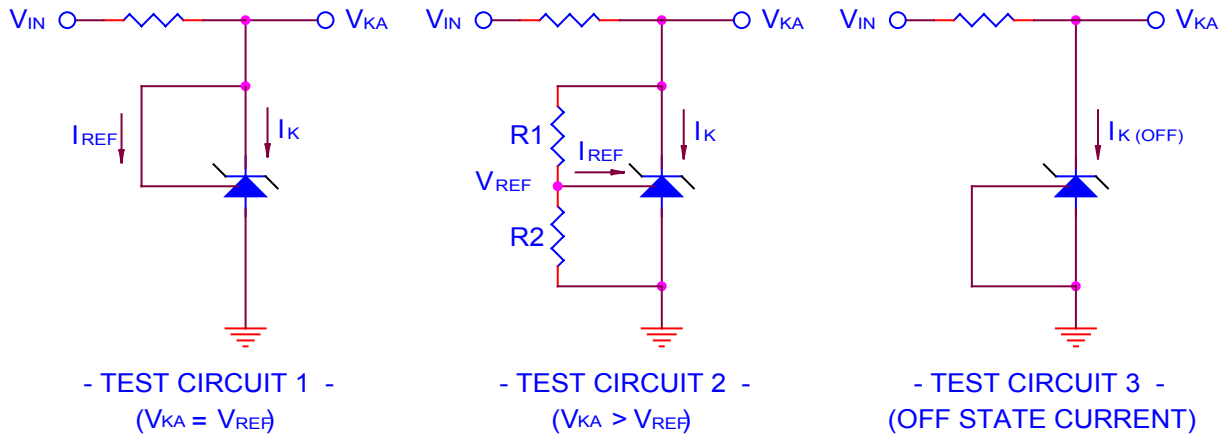 VIN VKA
IREF IK
- TEST CIRCUIT 1 -
(VKA = VREF)
VIN VKA
R1 IREF IK
VREF
R2
- TEST CIRCUIT 2 -
(VKA > VREF)
VIN VKA
IK (OFF)
- TEST CIRCUIT 3 -
(OFF STATE CURRENT)